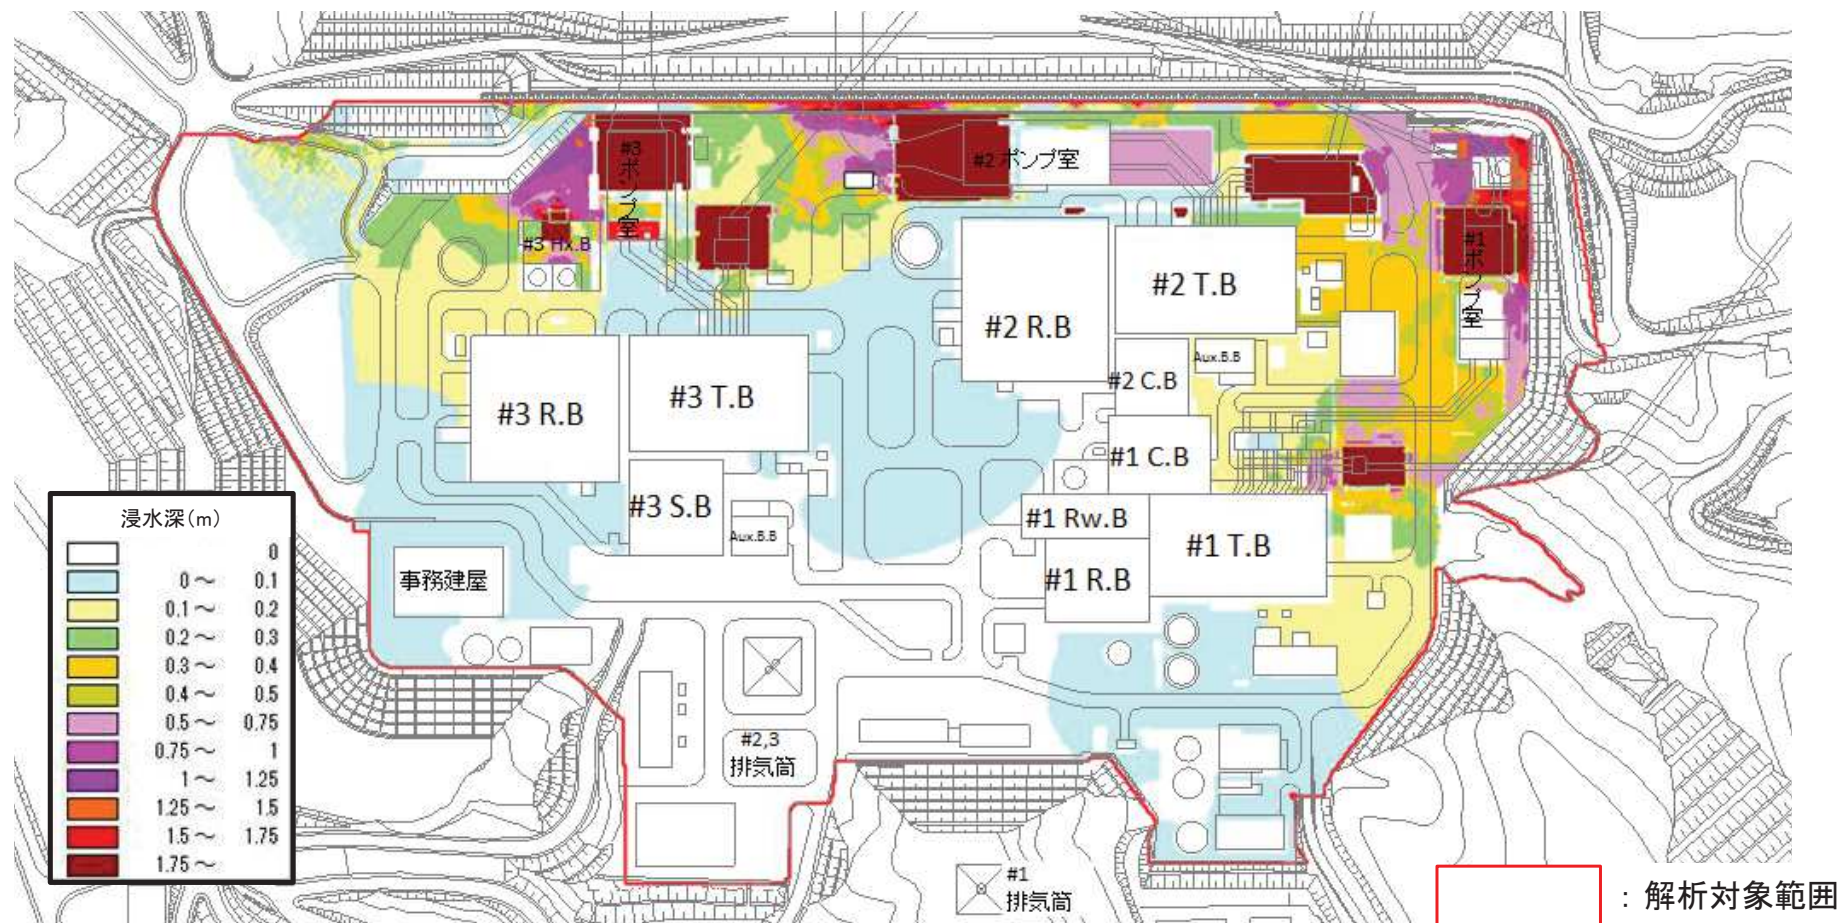 #3
ポンプ室
#2 ポンプ室
#1
ポンプ室
#3 Hx.B
#2 T.B
#2 R.B
Aux.B.B
#2 C.B
#3 T.B
#3 R.B
#1 C.B
#3 S.B
#1 Rw.B
Aux.B.B
#1 T.B
#1 R.B
事務建屋
#2,3
排気筒
#1
排気筒
浸水深(m)
0
0～ 0.1
0.1～ 0.2
0.2～ 0.3
0.3～ 0.4
0.4～ 0.5
0.5～ 0.75
0.75～ 1
1～ 1.25
1.25～ 1.5
1.5～ 1.75
1.75～
：解析対象範囲